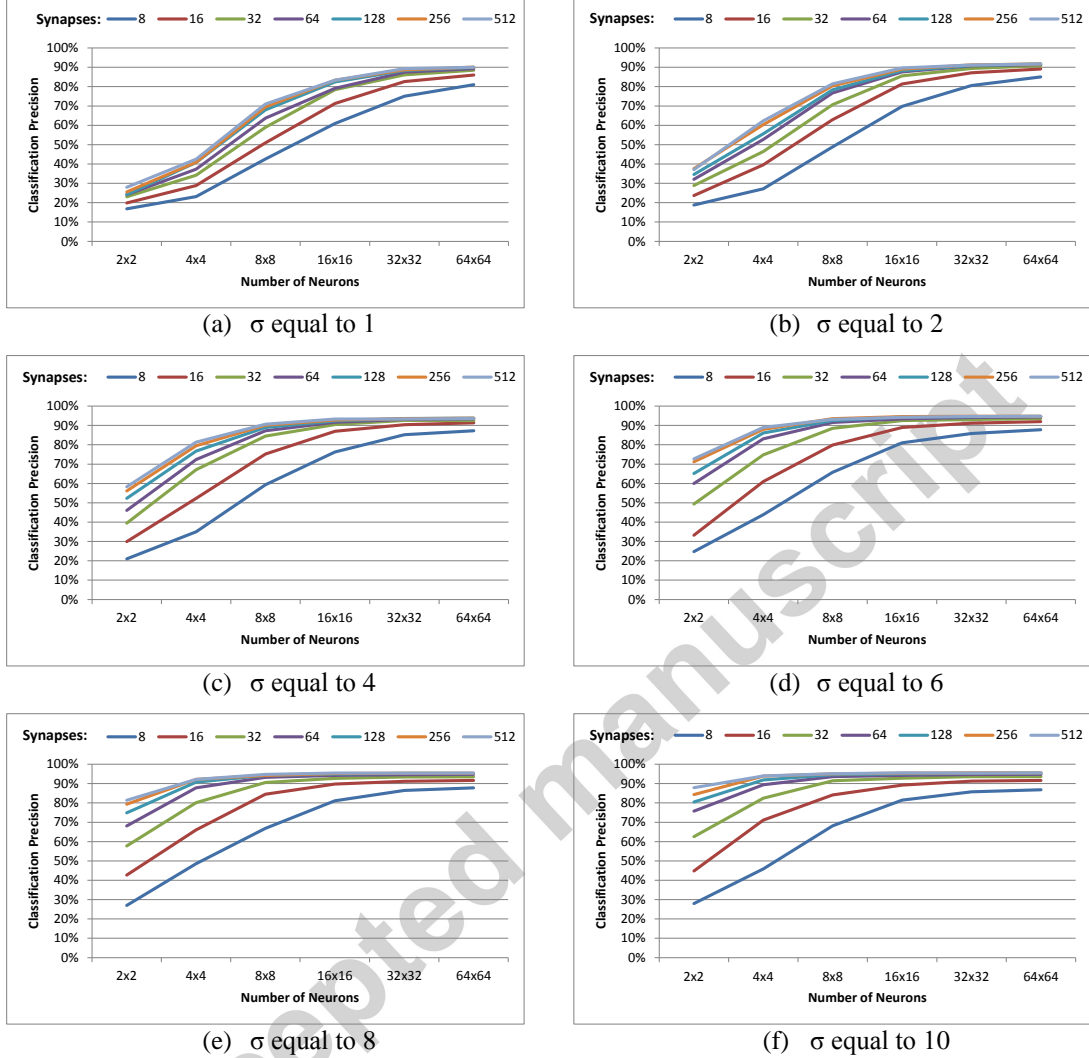 Synapses: 8 16 32 64 128 256 512
100%
90%
80%
70%
60%
50%
40%
30%
20%
10%
0%
Classification Precision
2x2 4x4 8x8 16x16 32x32 64x64
Number of Neurons
(a) σ equal to 1
Synapses: 8 16 32 64 128 256 512
100%
90%
80%
70%
60%
50%
40%
30%
20%
10%
0%
Classification Precision
2x2 4x4 8x8 16x16 32x32 64x64
Number of Neurons
(b) σ equal to 2
Synapses: 8 16 32 64 128 256 512
100%
90%
80%
70%
60%
50%
40%
30%
20%
10%
0%
Classification Precision
2x2 4x4 8x8 16x16 32x32 64x64
Number of Neurons
(c) σ equal to 4
Synapses: 8 16 32 64 128 256 512
100%
90%
80%
70%
60%
50%
40%
30%
20%
10%
0%
Classification Precision
2x2 4x4 8x8 16x16 32x32 64x64
Number of Neurons
(d) σ equal to 6
Synapses: 8 16 32 64 128 256 512
100%
90%
80%
70%
60%
50%
40%
30%
20%
10%
0%
Classification Precision
2x2 4x4 8x8 16x16 32x32 64x64
Number of Neurons
(e) σ equal to 8
Synapses: 8 16 32 64 128 256 512
100%
90%
80%
70%
60%
50%
40%
30%
20%
10%
0%
Classification Precision
2x2 4x4 8x8 16x16 32x32 64x64
Number of Neurons
(f) σ equal to 10
cepted manuscript